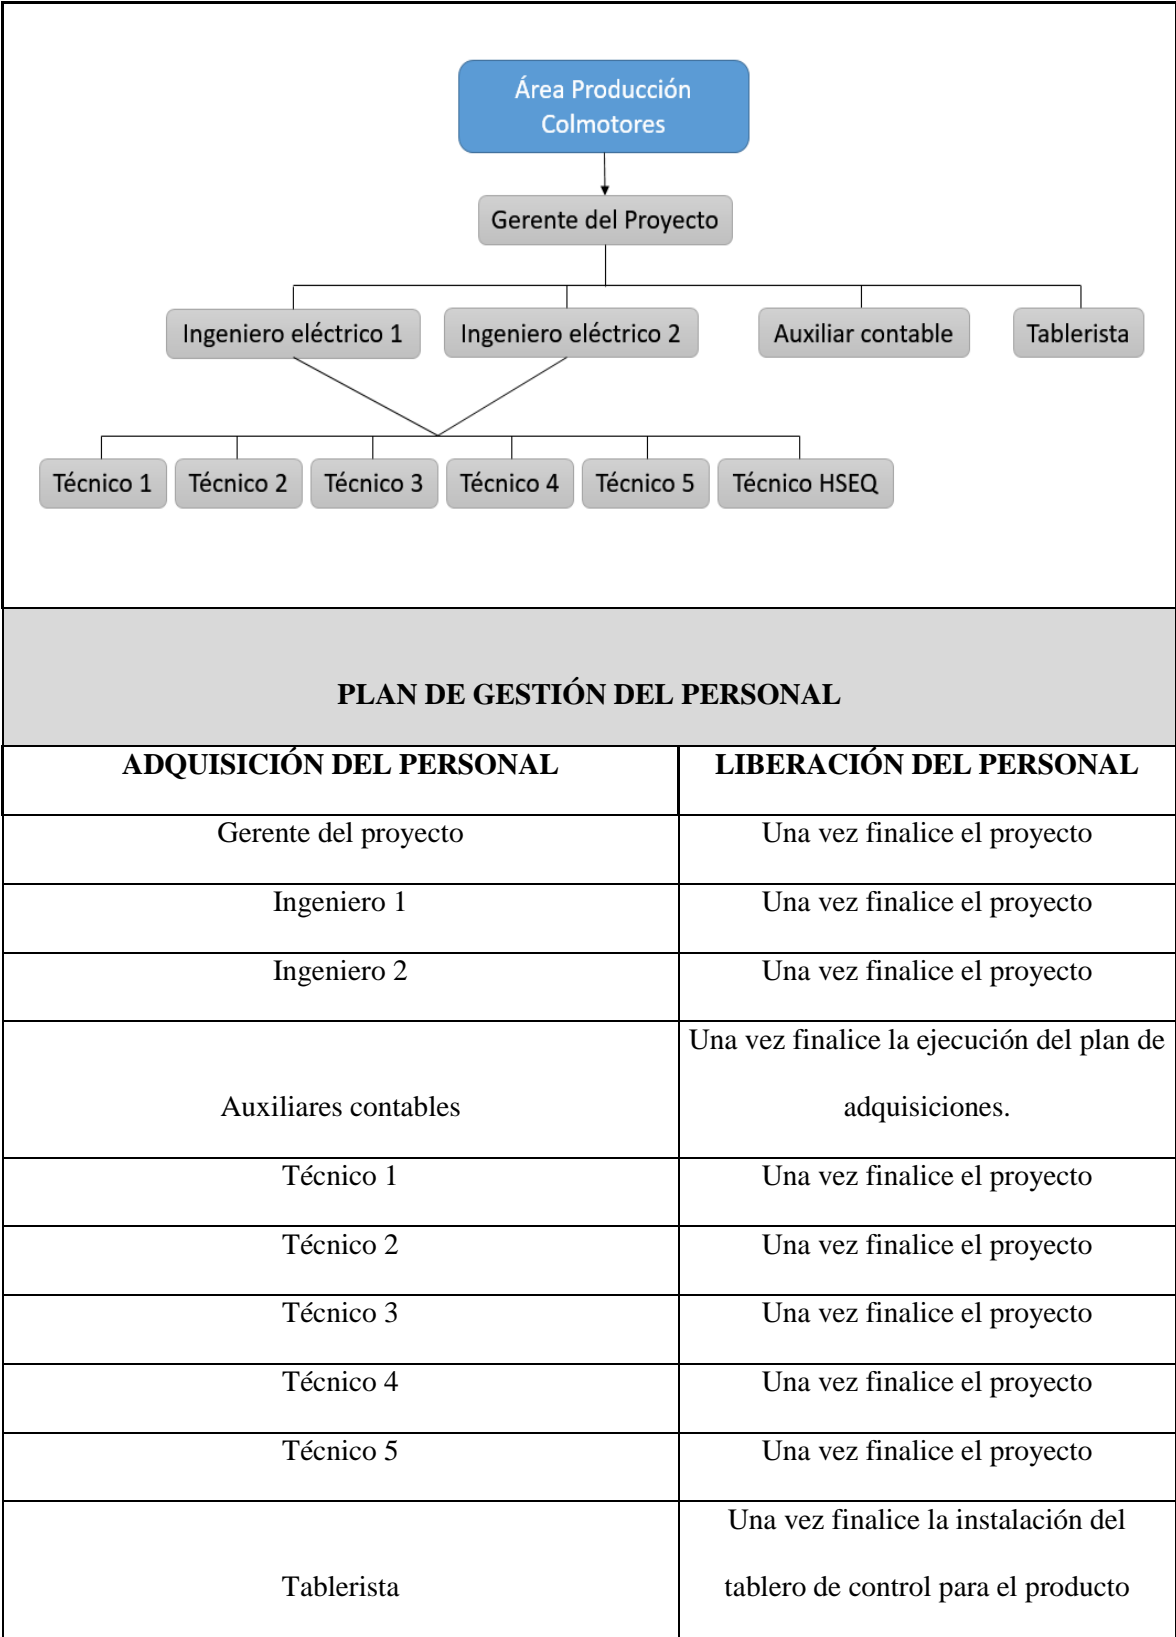 Área Producción
Colmotores
Gerente del Proyecto
Ingeniero eléctrico 1
Ingeniero eléctrico 2
Auxiliar contable
Tablerista
Técnico 1
Técnico 2
Técnico 3
Técnico 4
Técnico 5
Técnico HSEQ
PLAN DE GESTIÓN DEL PERSONAL
ADQUISICIÓN DEL PERSONAL
LIBERACIÓN DEL PERSONAL
Gerente del proyecto
Una vez finalice el proyecto
Ingeniero 1
Una vez finalice el proyecto
Ingeniero 2
Una vez finalice el proyecto
Auxiliares contables
Una vez finalice la ejecución del plan de
adquisiciones.
Técnico 1
Una vez finalice el proyecto
Técnico 2
Una vez finalice el proyecto
Técnico 3
Una vez finalice el proyecto
Técnico 4
Una vez finalice el proyecto
Técnico 5
Una vez finalice el proyecto
Tablerista
Una vez finalice la instalación del
tablero de control para el producto